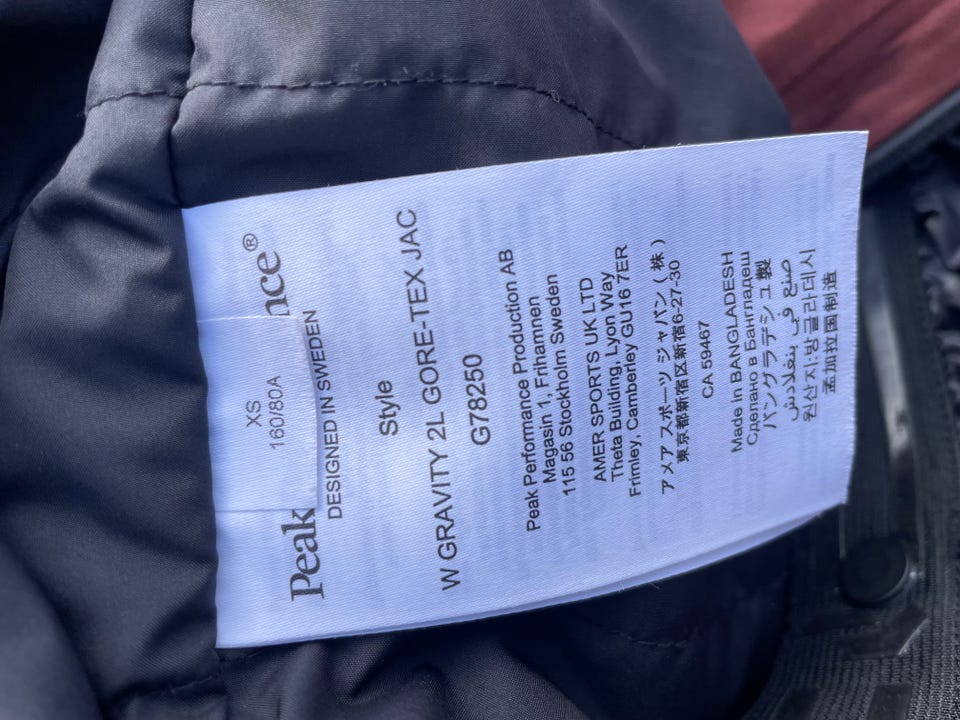 XS
160/80A
Peak nce®
DESIGNED IN SWEDEN
Style
W GRAVITY 2L GORE-TEX JAC
G78250
Peak Performance Production AB
Magasin 1, Frihamnen
115 56 Stockholm Sweden
AMER SPORTS UK LTD
Theta Building, Lyon Way
Frimley, Camberley GU16 7ER
アメア スポーツ ジャパン (株)
東京都新宿区新宿6-27-30
CA 59467
Made in BANGLADESH
Сделано в Бангладеш
バングラデシュ製
صنع في بنغلادش
원산지:방글라데시
孟加拉国制造